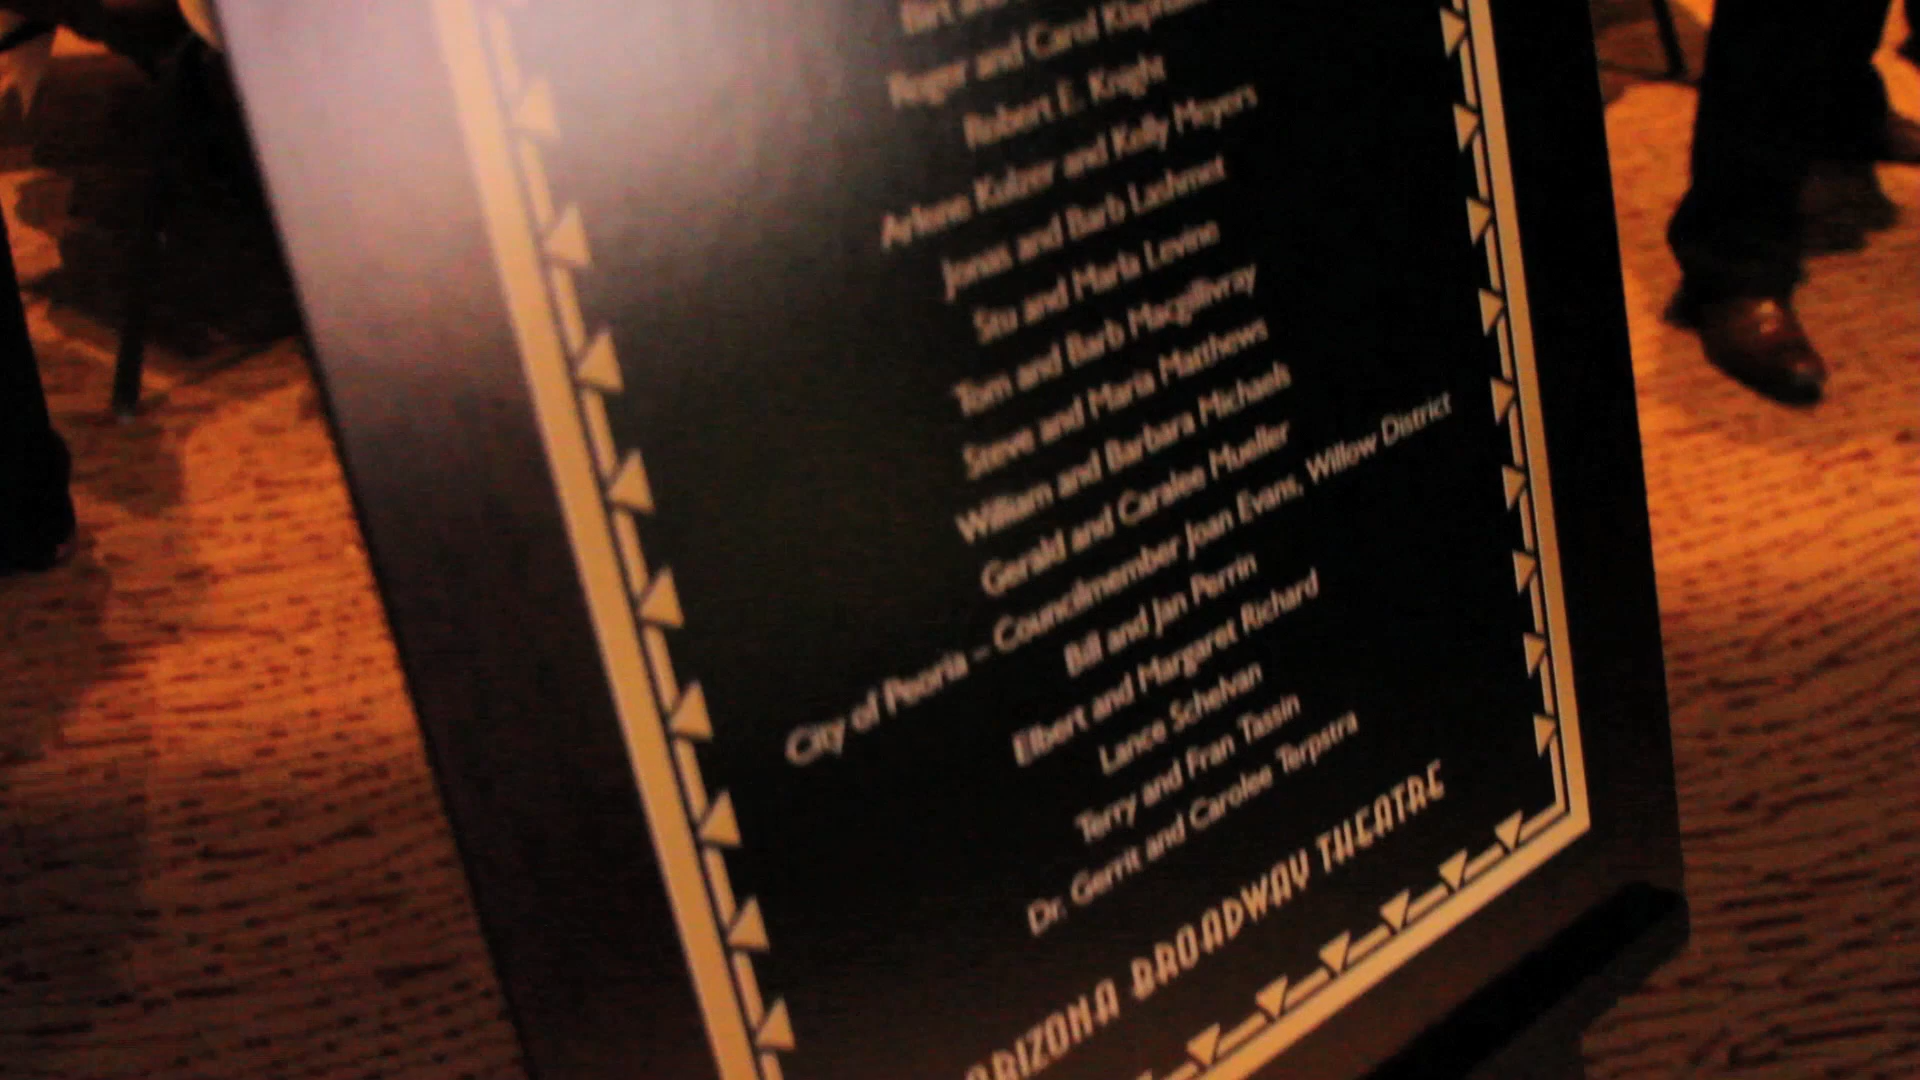 Roger and Carol
Robert E. Knight
Arlene Kulzer and Kelly Meyers
Jonas and Barb Lashmet
Stu and Marla Levine
Tom and Barb Macgillivray
Steve and Maria Matthews
William and Barbara Michaels
Gerald and Caralee Mueller
City of Peoria – Councilmember Joan Evans, Willow District
Bill and Jan Perrin
Elbert and Margaret Richard
Lance Schelvan
Terry and Fran Tassin
Dr. Gerrit and Carolee Terpstra
ARIZONA BROADWAY THEATRE